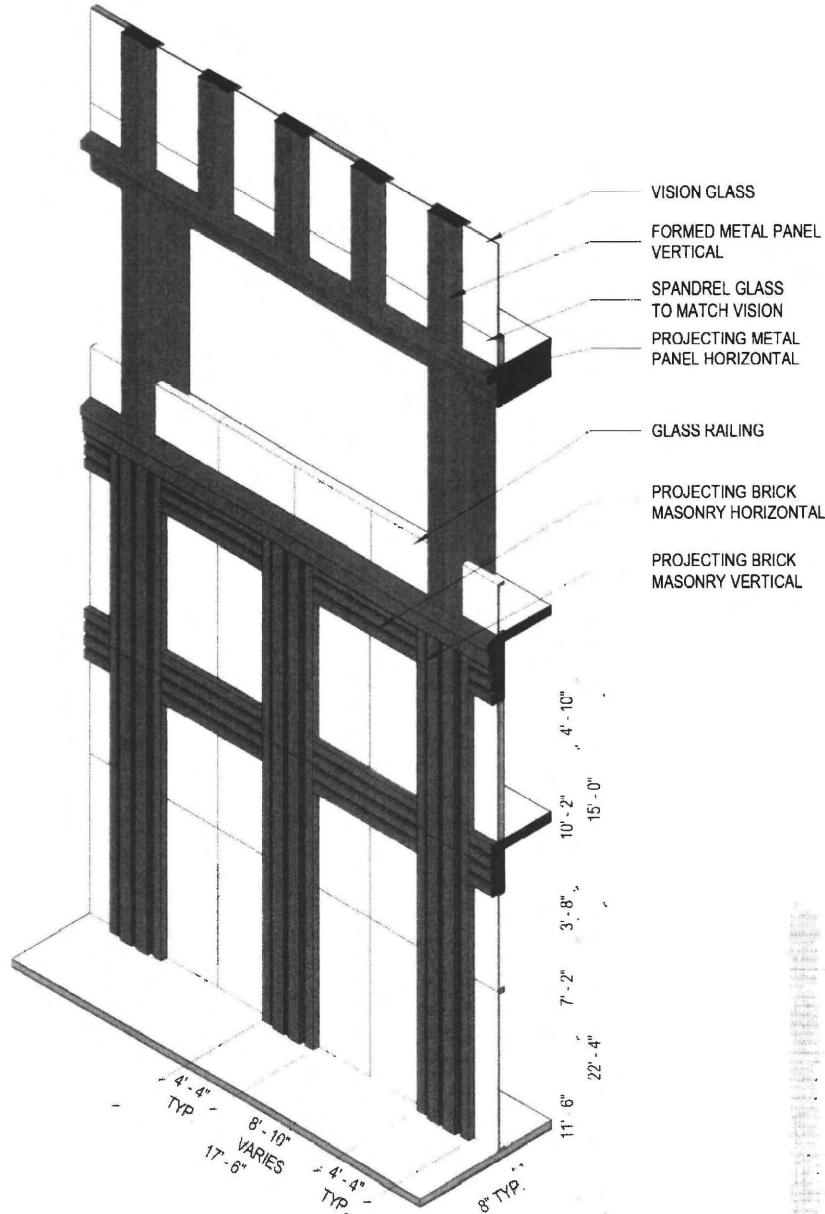 VISION GLASS
FORMED METAL PANEL
VERTICAL
SPANDREL GLASS
TO MATCH VISION
PROJECTING METAL
PANEL HORIZONTAL
GLASS RAILING
PROJECTING BRICK
MASONRY HORIZONTAL
PROJECTING BRICK
MASONRY VERTICAL
4' - 10"
10' - 2"
15' - 0"
3' - 8"
7' - 2"
22' - 4"
11' - 6"
4' - 4"
TYP
8' - 10"
VARIES
17' - 6"
4' - 4"
TYP.
8" TYP.